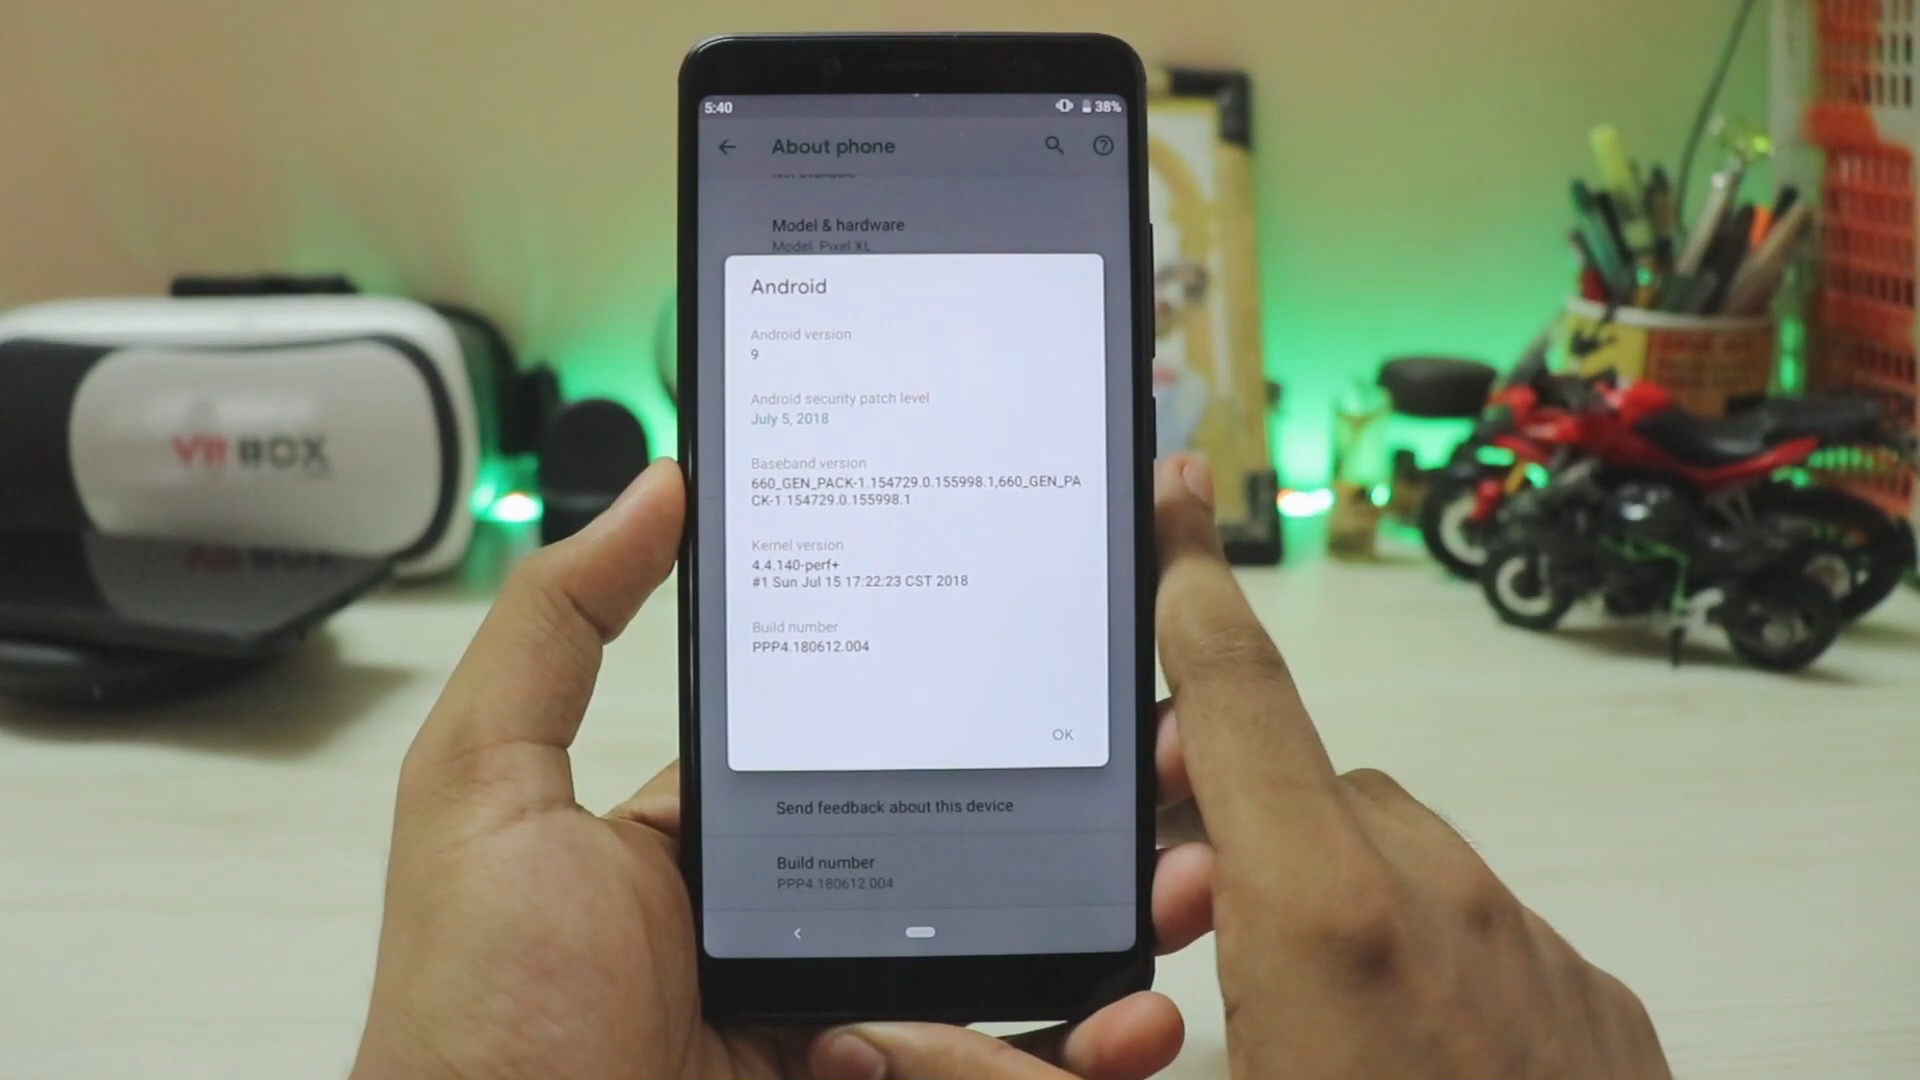 5:40
38%
About phone
Model & hardware
Model: Pixel XL
Android
Android version
9
Android security patch level
July 5, 2018
Baseband version
660_GEN_PACK-1.154729.0.155998.1,660_GEN_PA
CK-1.154729.0.155998.1
Kernel version
4.4.140-perf+
#1 Sun Jul 15 17:22:23 CST 2018
Build number
PPP4.180612.004
OK
Send feedback about this device
Build number
PPP4.180612.004
VR BOX